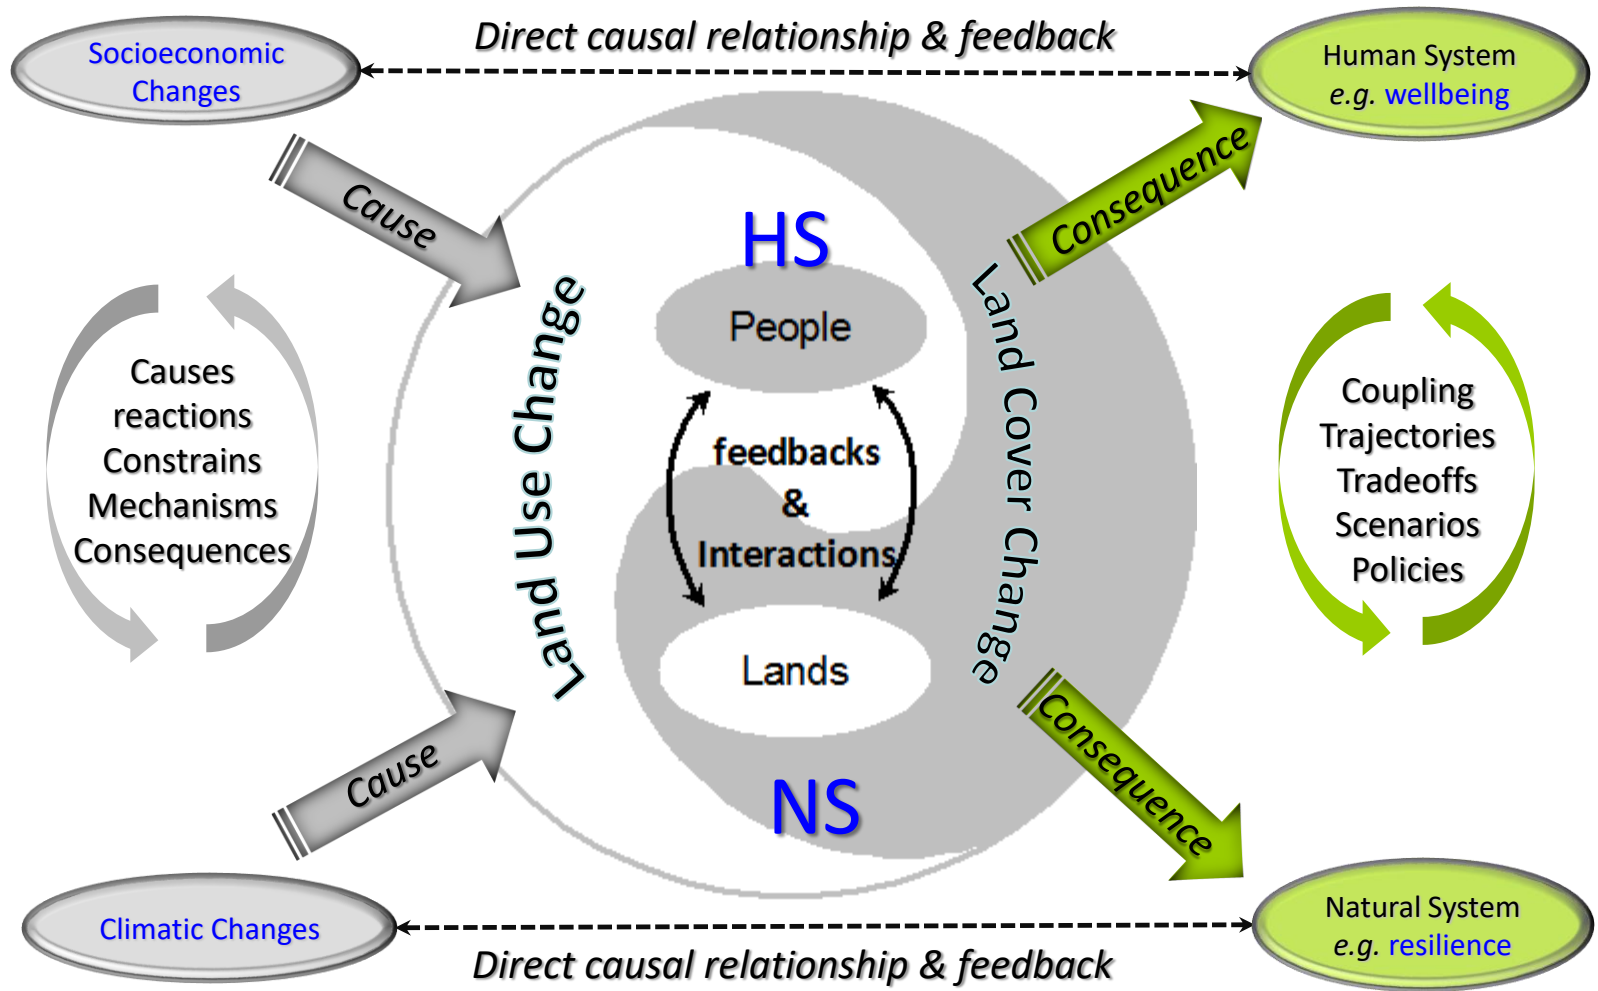 Direct causal relationship & feedback
Socioeconomic
Changes
Human System
e.g. wellbeing
Cause
Consequence
HS
People
Land Use Change
Land Cover Change
feedbacks
&
Interactions
Causes
reactions
Constrains
Mechanisms
Consequences
Coupling
Trajectories
Tradeoffs
Scenarios
Policies
Lands
NS
Cause
Consequence
Climatic Changes
Natural System
e.g. resilience
Direct causal relationship & feedback